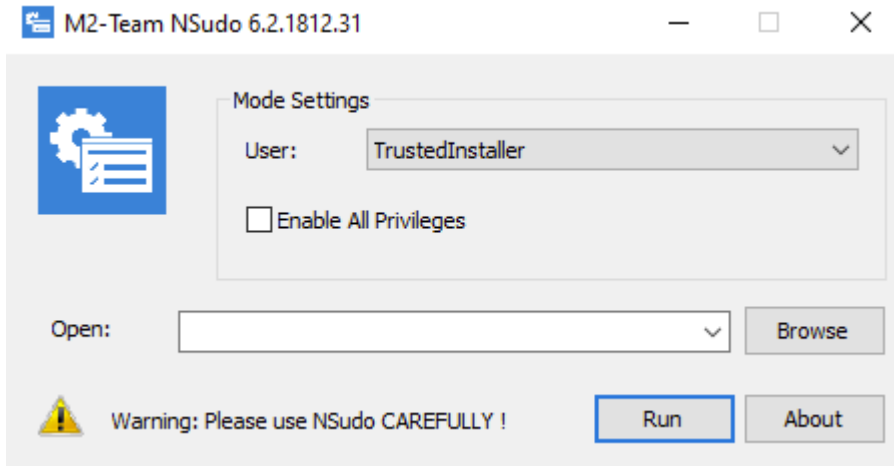 M2-Team NSudo 6.2.1812.31
Mode Settings
User: TrustedInstaller
Enable All Privileges
Open: Browse
Warning: Please use NSudo CAREFULLY ! Run About